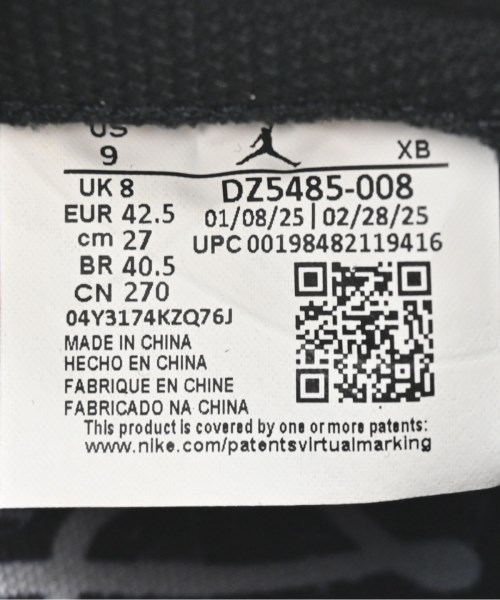 US
9
XB
UK 8
DZ5485-008
EUR 42.5
01/08/25 | 02/28/25
cm 27
UPC 00198482119416
BR 40.5
CN 270
04Y3174KZQ76J
MADE IN CHINA
HECHO EN CHINA
FABRIQUE EN CHINE
FABRICADO NA CHINA
This product is covered by one or more patents:
www.nike.com/patentsvirtualmarking